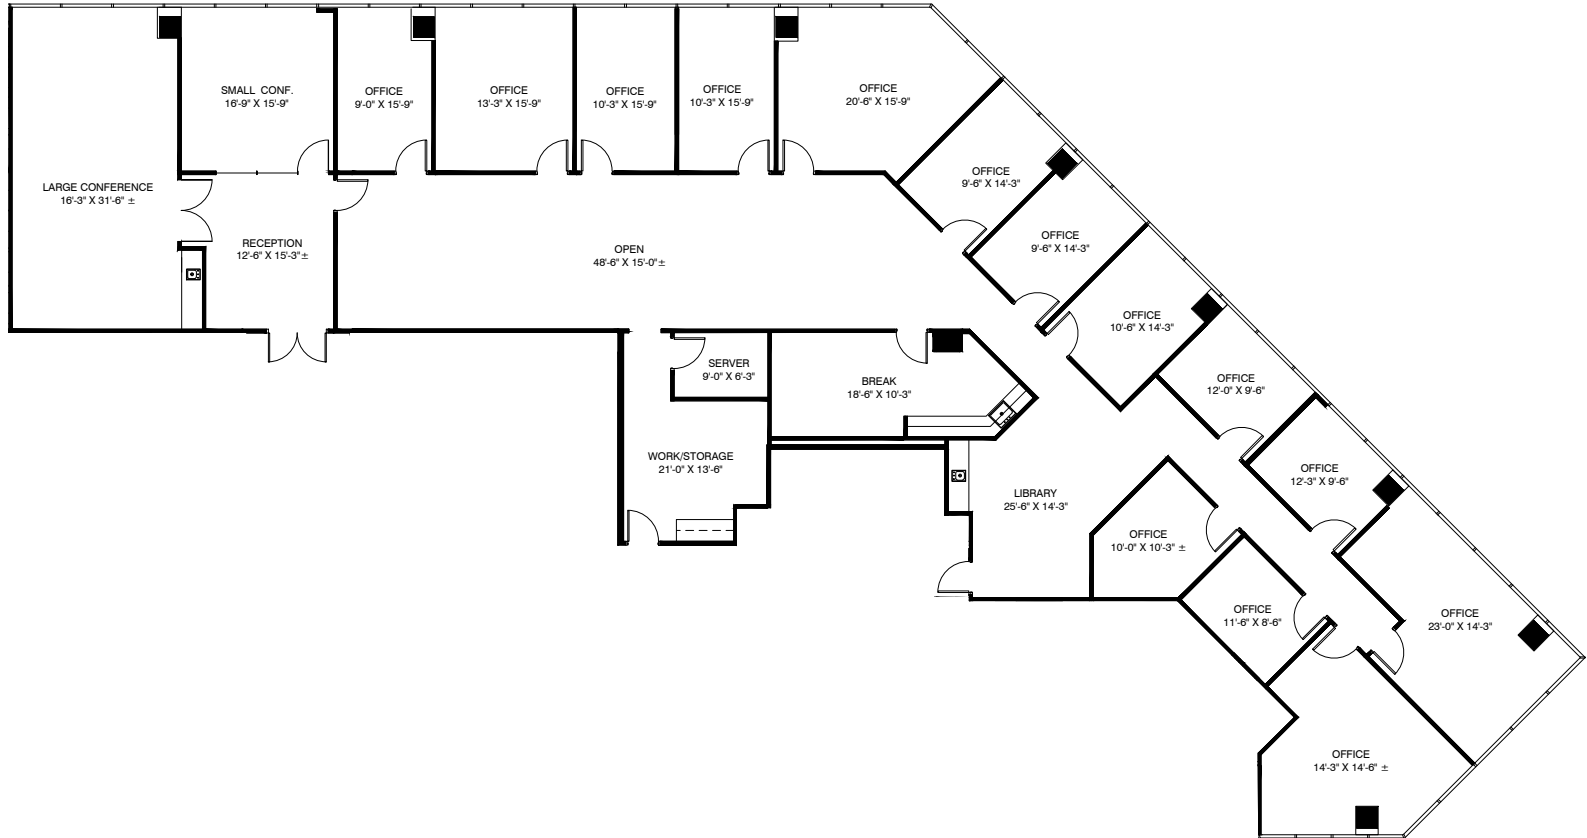 SMALL CONF.
16'-9" X 15'-9"
OFFICE
9'-0" X 15'-9"
OFFICE
13'-3" X 15'-9"
OFFICE
10'-3" X 15'-9"
OFFICE
10'-3" X 15'-9"
OFFICE
20'-6" X 15'-9"
OFFICE
9'-6" X 14'-3"
LARGE CONFERENCE
16'-3" X 31'-6" ±
RECEPTION
12'-6" X 15'-3"±
OPEN
48'-6" X 15'-0"±
OFFICE
9'-6" X 14'-3"
OFFICE
10'-6" X 14'-3"
SERVER
9'-0" X 6'-3"
BREAK
18'-6" X 10'-3"
OFFICE
12'-0" X 9'-6"
WORK/STORAGE
21'-0" X 13'-6"
OFFICE
12'-3" X 9'-6"
LIBRARY
25'-6" X 14'-3"
OFFICE
10'-0" X 10'-3" ±
OFFICE
11'-6" X 8'-6"
OFFICE
23'-0" X 14'-3"
OFFICE
14'-3" X 14'-6" ±